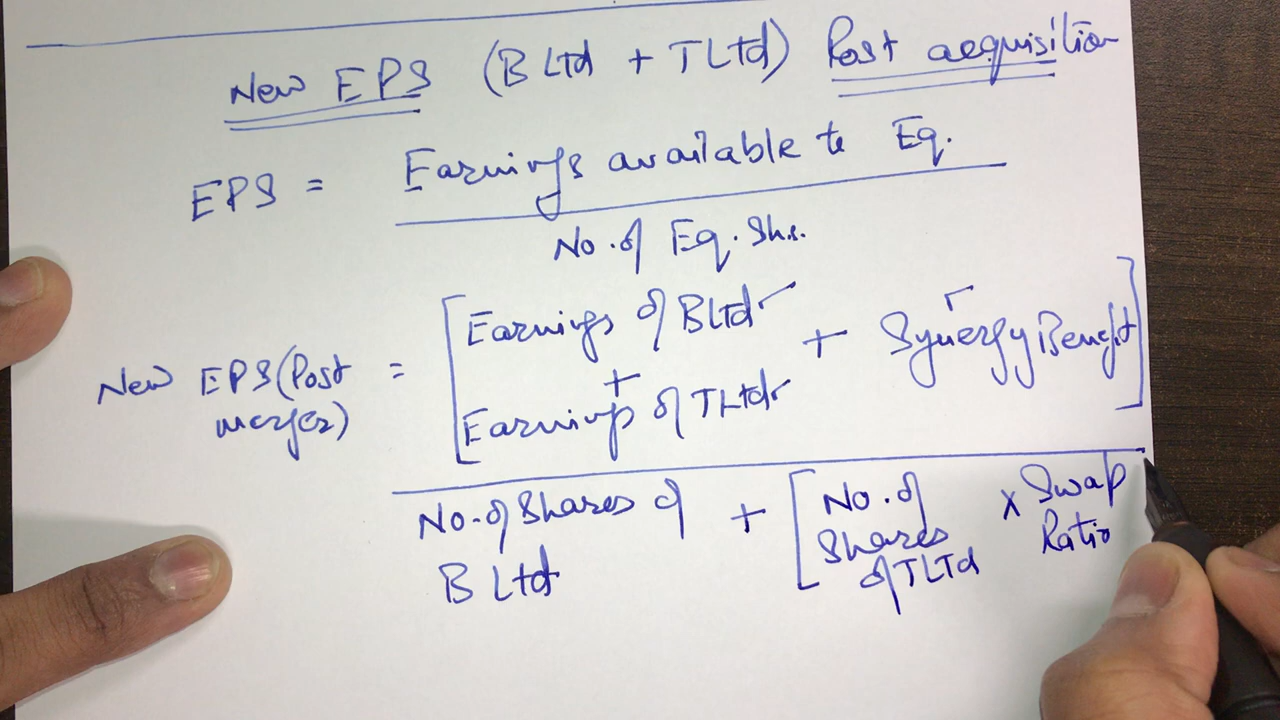 New EPS (B Ltd + T Ltd) Post acquisition
EPS = Earnings available to Eq.
No. of Eq. Shs.
New EPS (Post merger) = [Earnings of B Ltd + Earnings of T Ltd + Synergy Benefit]
No. of Shares of B Ltd + [No. of Shares of T LTd x Swap Ratio